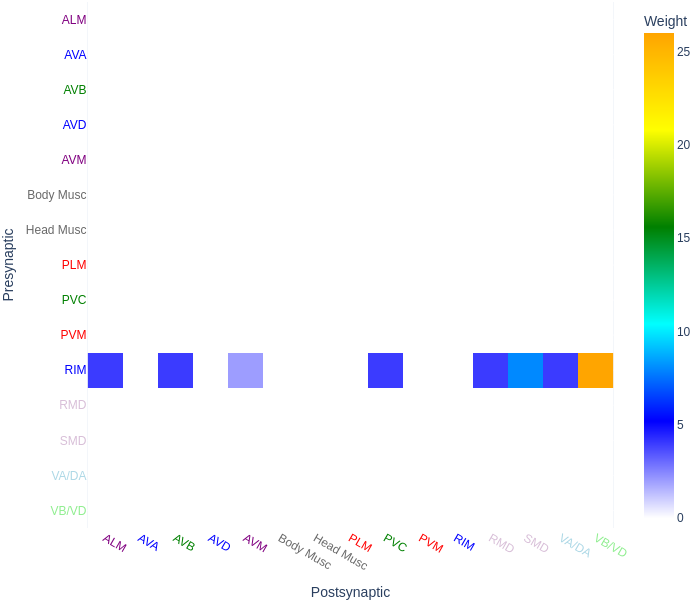 Weight
25
20
15
10
5
0
Presynaptic
ALM
AVA
AVB
AVD
AVM
Body Musc
Head Musc
PLM
PVC
PVM
RIM
RMD
SMD
VA/DA
VB/VD
ALM
AVA
AVB
AVD
AVM
Body Musc
Head Musc
PLM
PVC
PVM
RIM
RMD
SMD
VA/DA
VB/VD
Postsynaptic